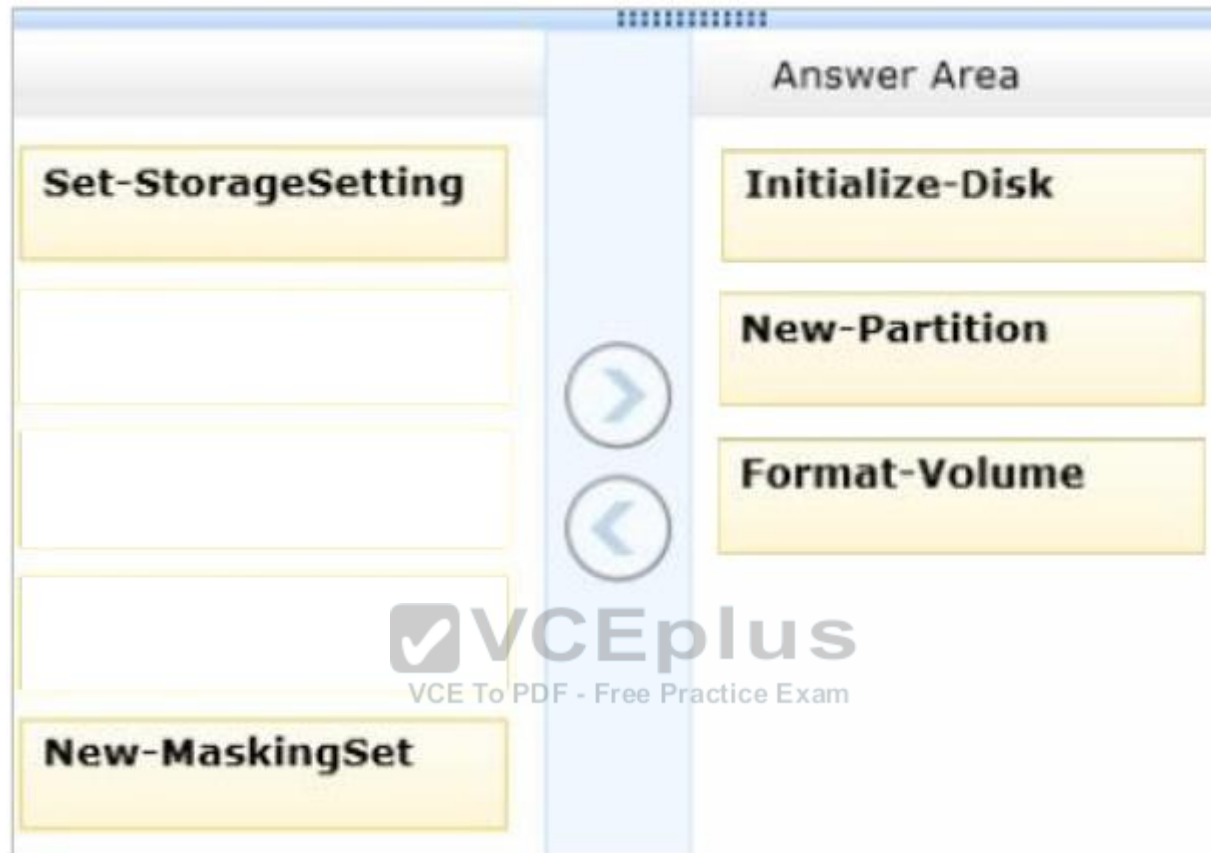 Answer Area
Set-StorageSetting
Initialize-Disk
New-Partition
Format-Volume
VCEplus
VCE To PDF - Free Practice Exam
New-MaskingSet